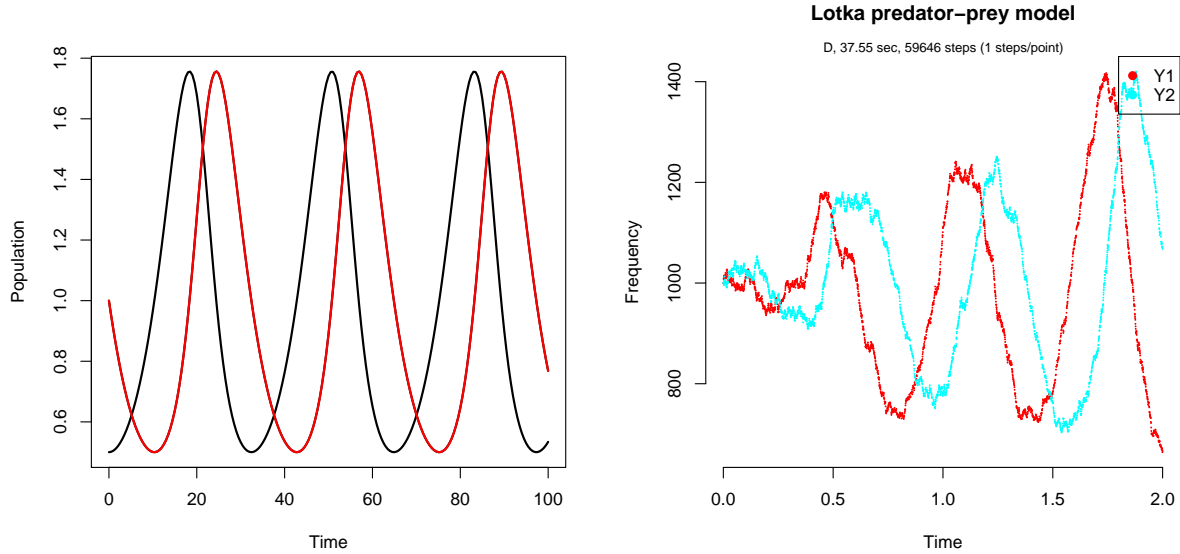 Population
0.6 0.8 1.0 1.2 1.4 1.6 1.8
0 20 40 60 80 100
Time
Lotka predator−prey model
D, 37.55 sec, 59646 steps (1 steps/point)
Y1
Y2
Frequency
800 1000 1200 1400
0.0 0.5 1.0 1.5 2.0
Time